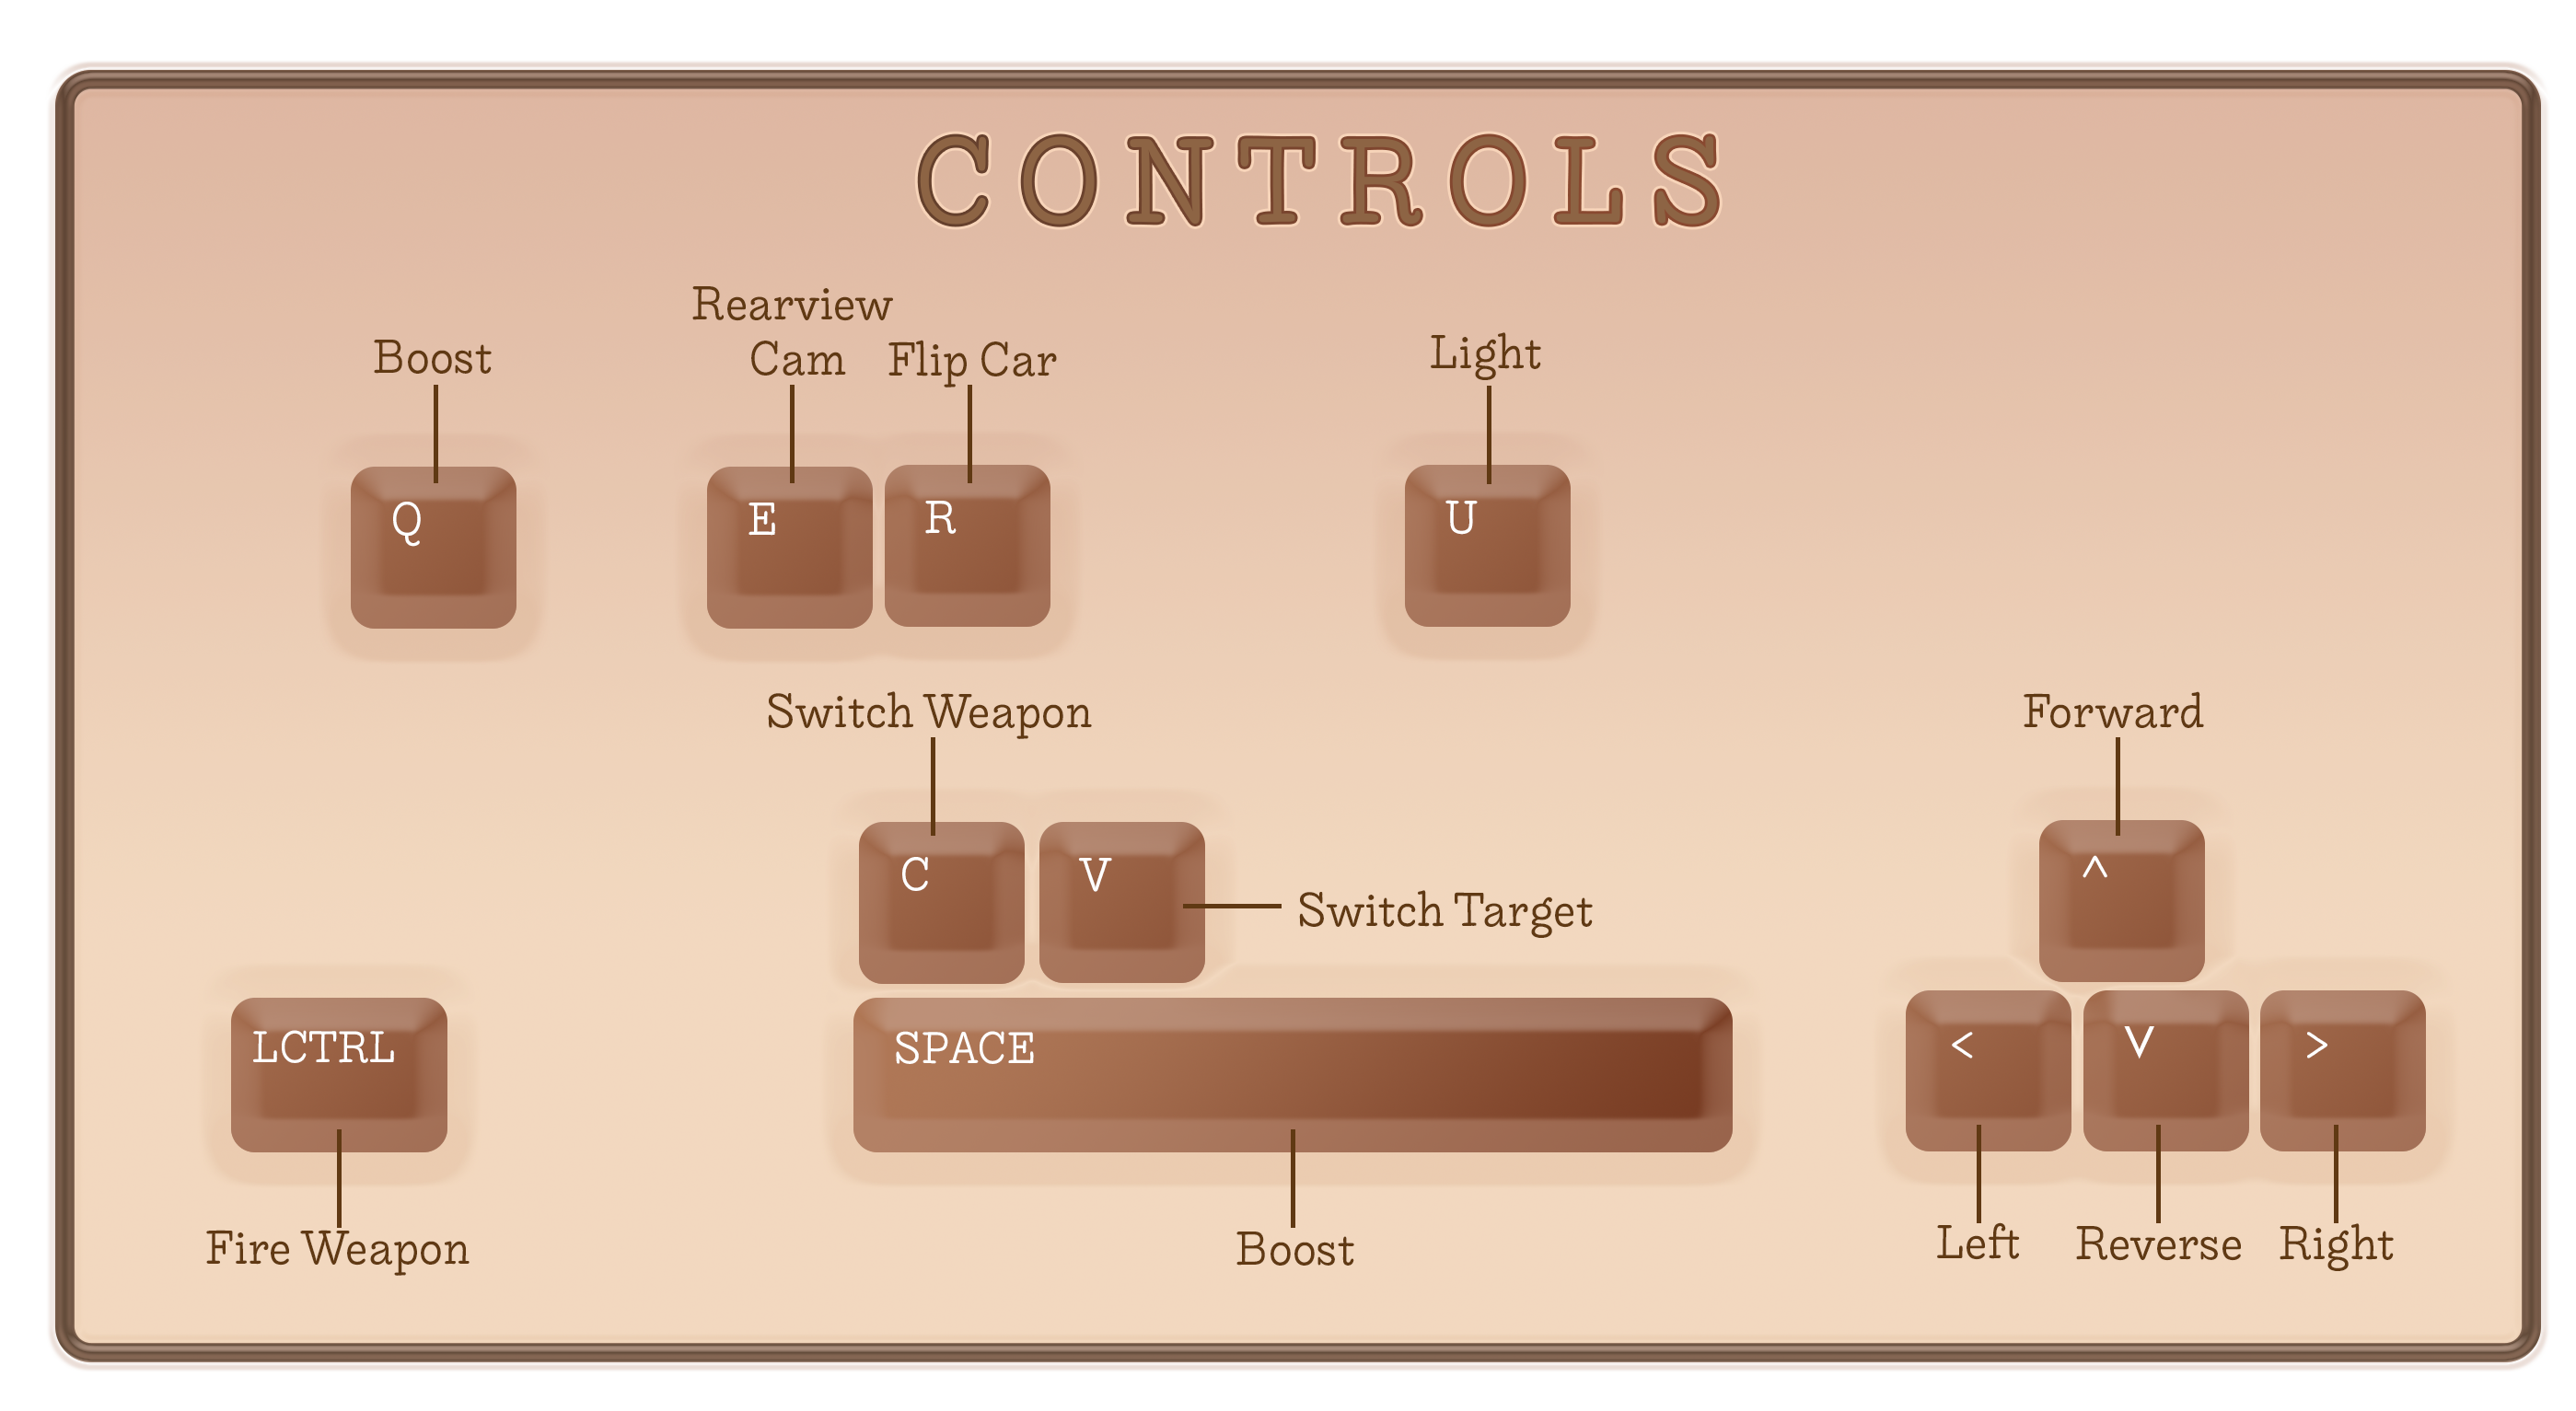 CONTROLS
Boost
Rearview
Cam
Flip Car
Light
Q
E
R
U
Switch Weapon
Forward
C
V
^
Switch Target
LCTRL
SPACE
<
V
>
Fire Weapon
Boost
Left
Reverse
Right